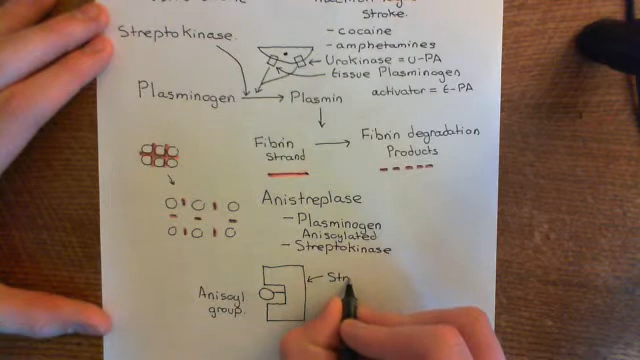 Stroke.
- cocaine
- amphetamines
Streptokinase.
Urokinase = U-PA
tissue Plasminogen
activator = t-PA
Plasminogen
Plasmin
Fibrin
Strand
Fibrin degradation
Products
Anistreplase
- Plasminogen
Anisoylated
- Streptokinase
Anisoyl
group.
Str